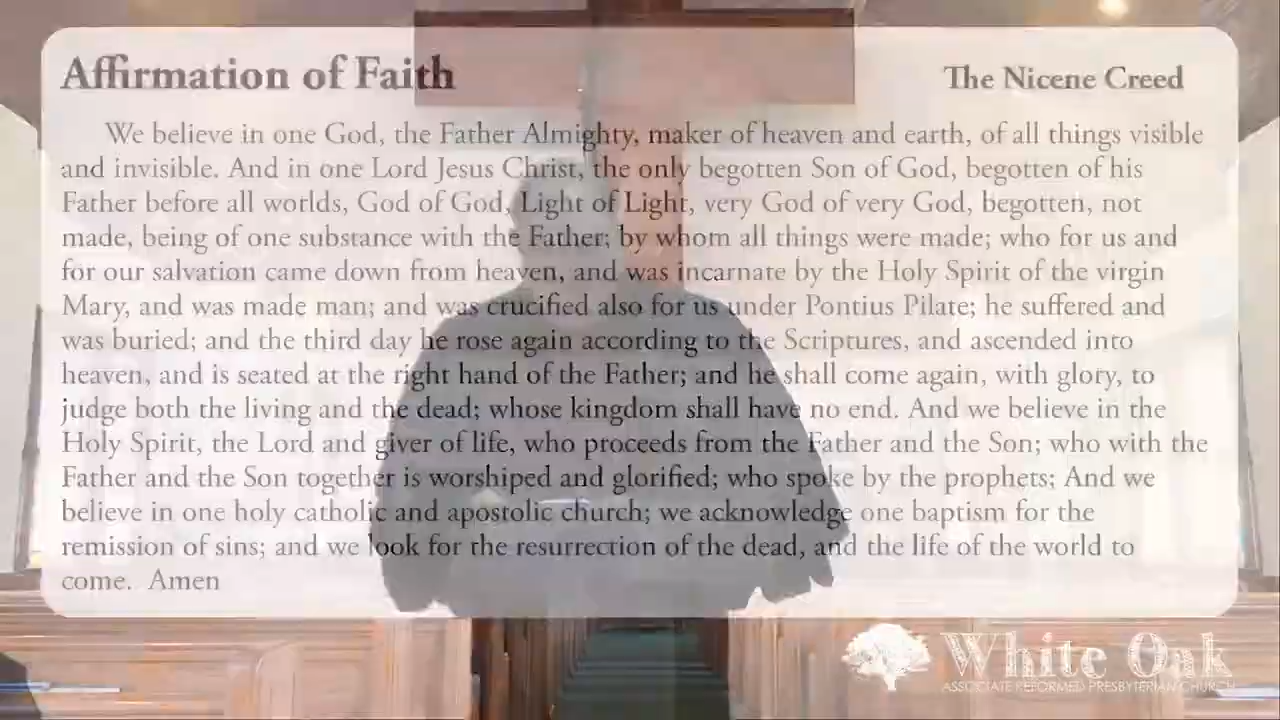 Affirmation of Faith
The Nicene Creed
We believe in one God, the Father Almighty, maker of heaven and earth, of all things visible
and invisible. And in one Lord Jesus Christ, the only begotten Son of God, begotten of his
Father before all worlds, God of God, Light of Light, very God of very God, begotten, not
made, being of one substance with the Father; by whom all things were made; who for us and
for our salvation came down from heaven, and was incarnate by the Holy Spirit of the virgin
Mary, and was made man; and was crucified also for us under Pontius Pilate; he suffered and
was buried; and the third day he rose again according to the Scriptures, and ascended into
heaven, and is seated at the right hand of the Father; and he shall come again, with glory, to
judge both the living and the dead; whose kingdom shall have no end. And we believe in the
Holy Spirit, the Lord and giver of life, who proceeds from the Father and the Son; who with the
Father and the Son together is worshiped and glorified; who spoke by the prophets; And we
believe in one holy catholic and apostolic church; we acknowledge one baptism for the
remission of sins; and we look for the resurrection of the dead, and the life of the world to
come. Amen
White Oak
ASSOCIATE REFORMED PRESBYTERIAN CHURCH